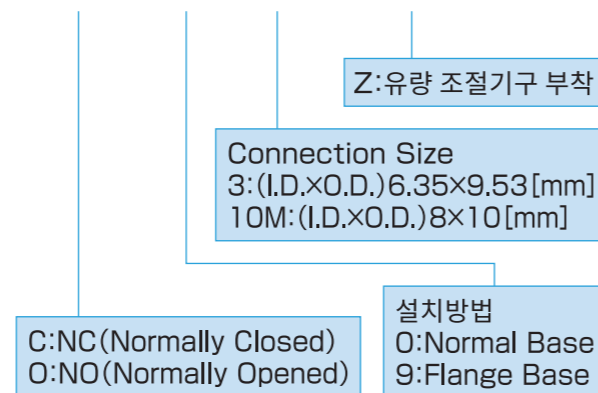 Z:유량 조절기구 부착
Connection Size
3:(I.D.×O.D.)6.35×9.53[mm]
10M:(I.D.×O.D.)8×10[mm]
설치방법
0:Normal Base
9:Flange Base
C:NC(Normally Closed)
O:NO(Normally Opened)